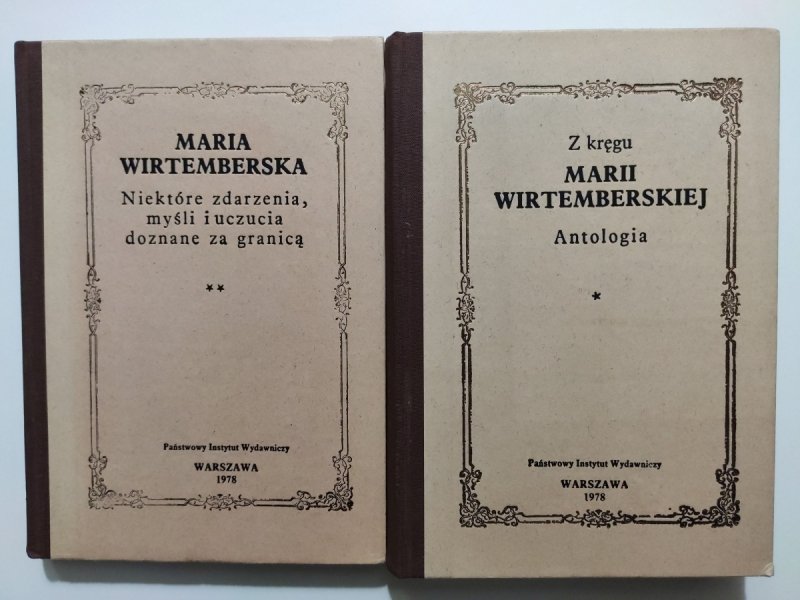 MARIA
WIRTEMBERSKA
Niektóre zdarzenia,
myśli i uczucia
doznane za granicą
**
Państwowy Instytut Wydawniczy
WARSZAWA
1978
Z kręgu
MARII
WIRTEMBERSKIEJ
Antologia
*
Państwowy Instytut Wydawniczy
WARSZAWA
1978